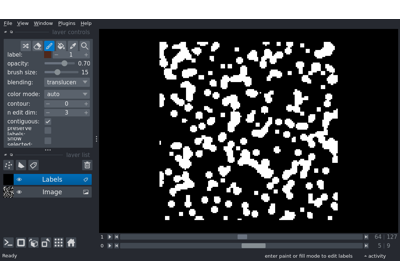 File View Window Plugins Help
layer controls
label: 1
opacity: 0.70
brush size: 15
blending: translucen
color mode: auto
contour: 0
n edit dim: 3
contiguous:
preserve labels:
show selected:
layer list
Labels
Image
1 64 127
0 5 9
Ready enter paint or fill mode to edit labels activity